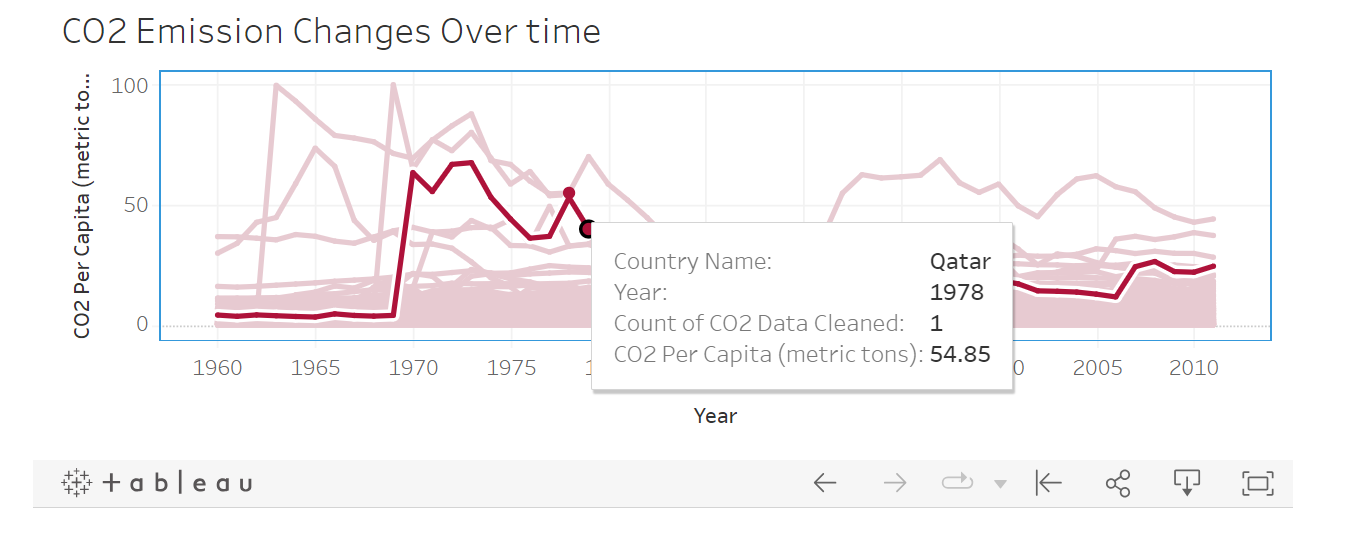 CO2 Emission Changes Over time
CO2 Per Capita (metric to...
100
50
0
Country Name: Qatar
Year: 1978
Count of CO2 Data Cleaned: 1
CO2 Per Capita (metric tons): 54.85
1960 1965 1970 1975 2005 2010
Year
+ a b l e a u